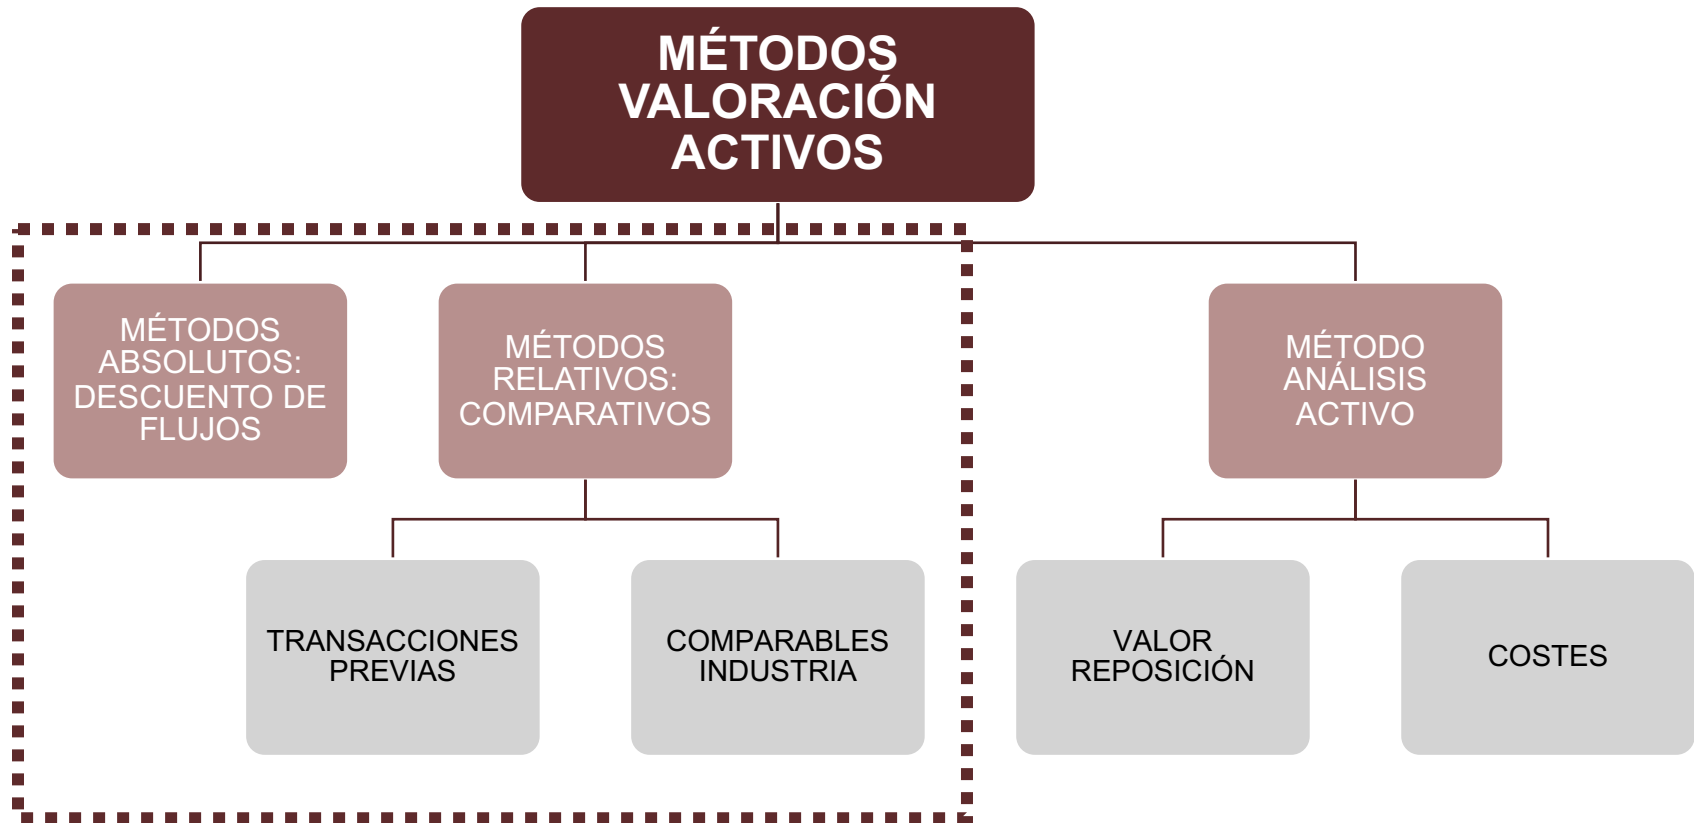 MÉTODOS
VALORACIÓN
ACTIVOS
MÉTODOS
ABSOLUTOS:
DESCUENTO DE
FLUJOS
MÉTODOS
RELATIVOS:
COMPARATIVOS
MÉTODO
ANÁLISIS
ACTIVO
TRANSACCIONES
PREVIAS
COMPARABLES
INDUSTRIA
VALOR
REPOSICIÓN
COSTES